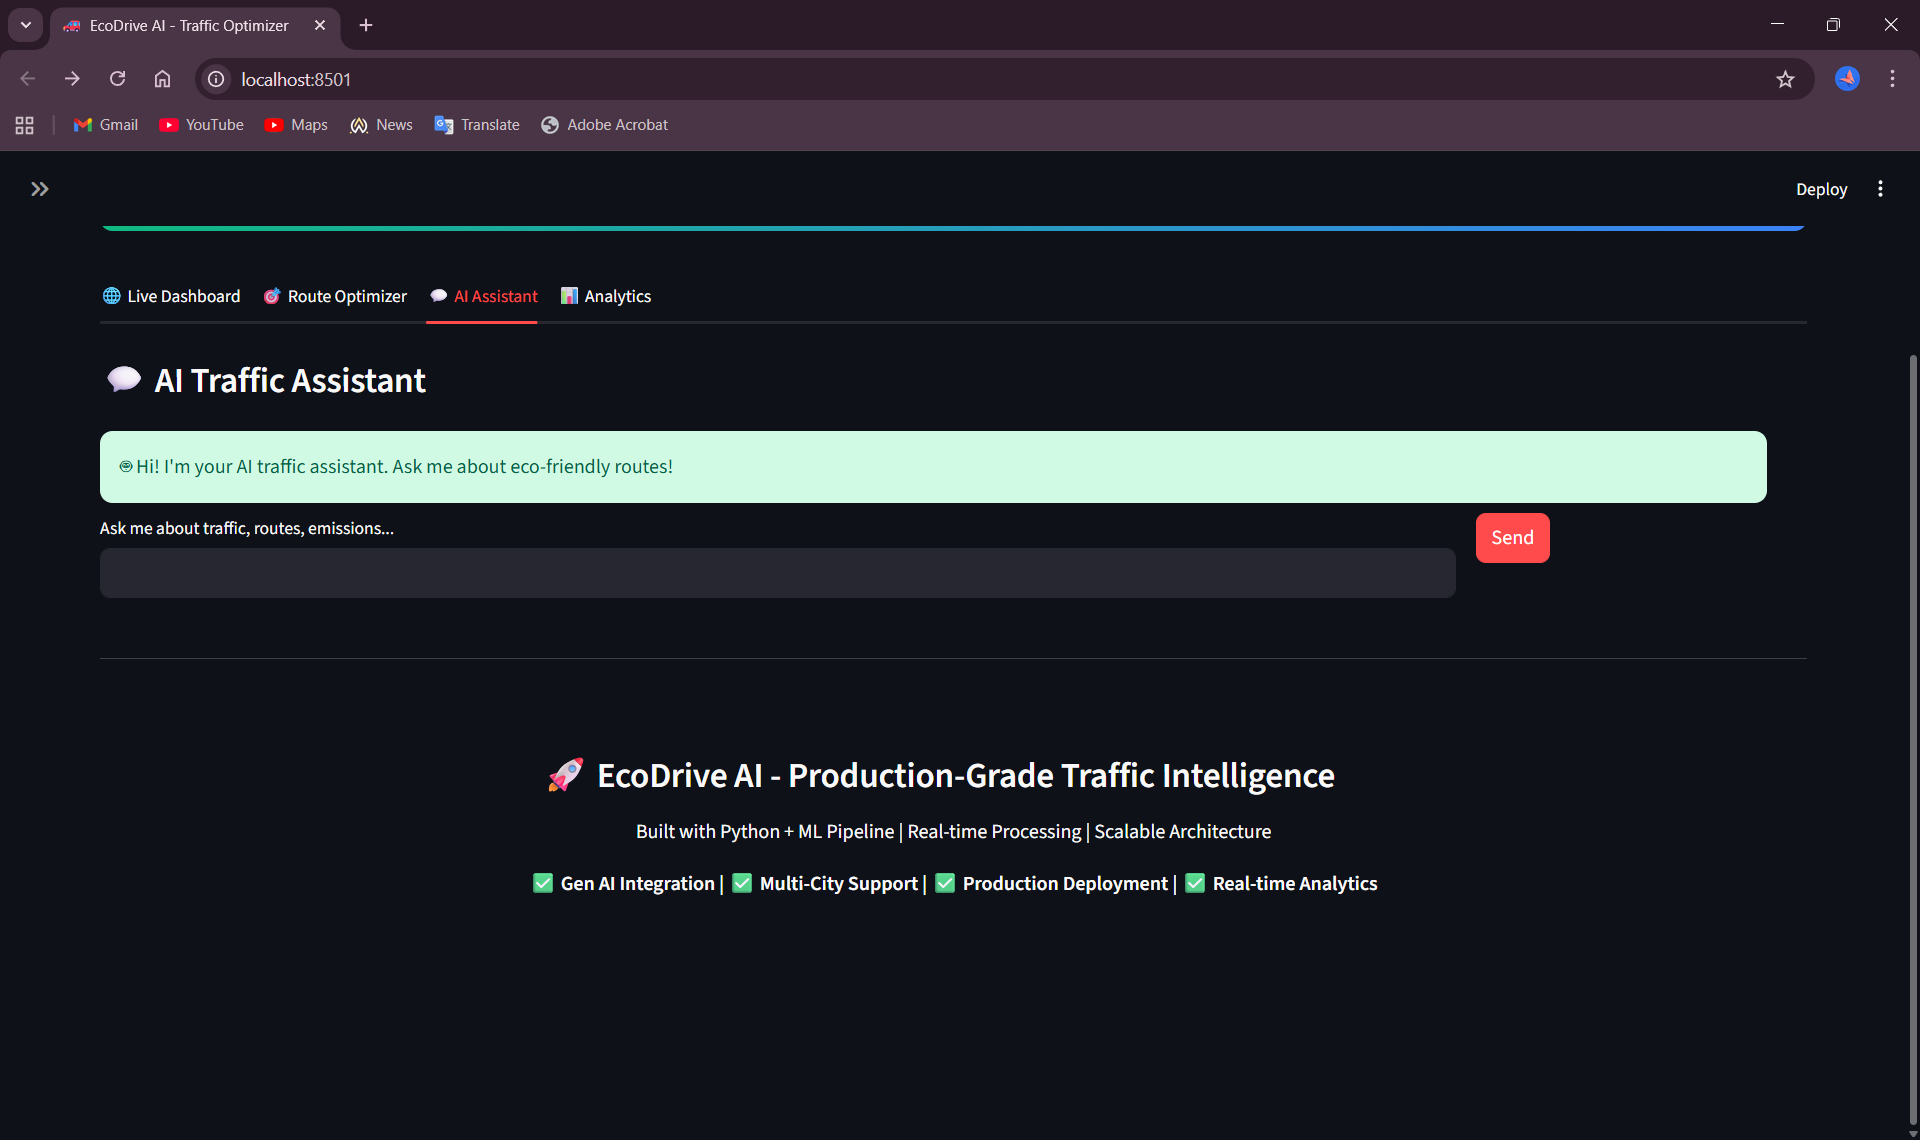 EcoDrive AI - Traffic Optimizer
localhost:8501
Gmail YouTube Maps News Translate Adobe Acrobat
Deploy
Live Dashboard Route Optimizer AI Assistant Analytics
AI Traffic Assistant
Hi! I'm your AI traffic assistant. Ask me about eco-friendly routes!
Ask me about traffic, routes, emissions...
Send
EcoDrive AI - Production-Grade Traffic Intelligence
Built with Python + ML Pipeline | Real-time Processing | Scalable Architecture
✅ Gen AI Integration | ✅ Multi-City Support | ✅ Production Deployment | ✅ Real-time Analytics